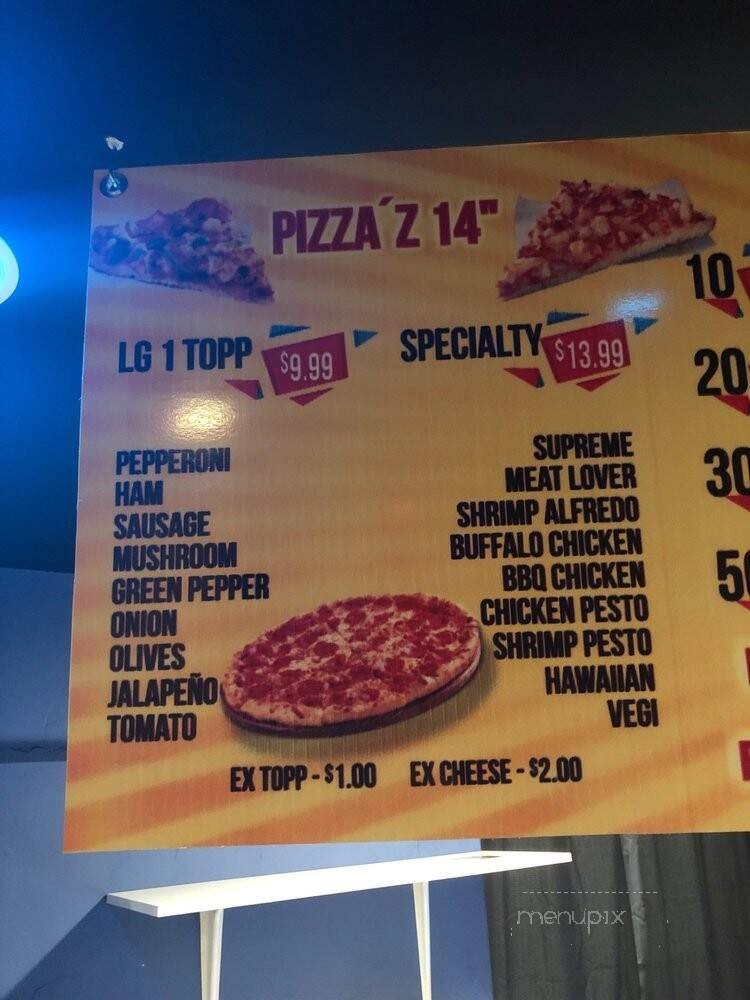 PIZZA´Z 14"
LG 1 TOPP $9.99
SPECIALTY $13.99
PEPPERONI
HAM
SAUSAGE
MUSHROOM
GREEN PEPPER
ONION
OLIVES
JALAPEÑO
TOMATO
SUPREME
MEAT LOVER
SHRIMP ALFREDO
BUFFALO CHICKEN
BBQ CHICKEN
CHICKEN PESTO
SHRIMP PESTO
HAWAIIAN
VEGI
EX TOPP - $1.00 EX CHEESE - $2.00
10
20
30
menupix